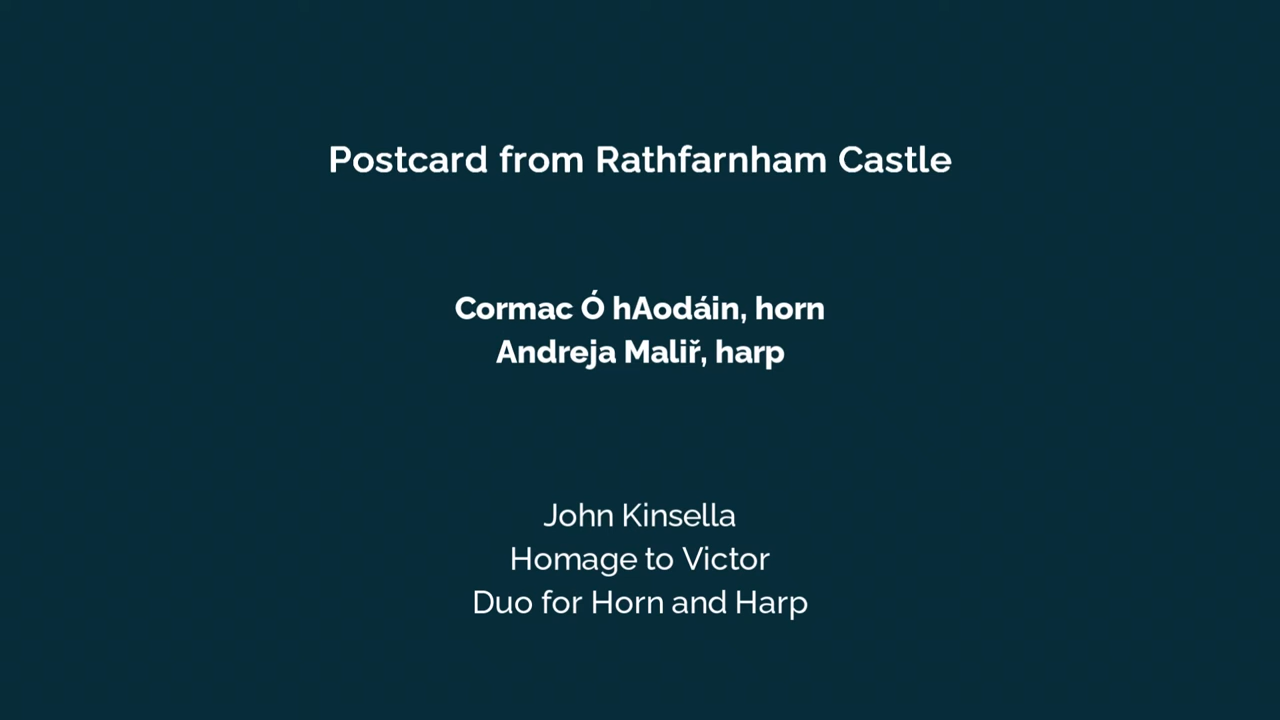 Postcard from Rathfarnham Castle
Cormac Ó hAodáin, horn
Andreja Maliř, harp
John Kinsella
Homage to Victor
Duo for Horn and Harp